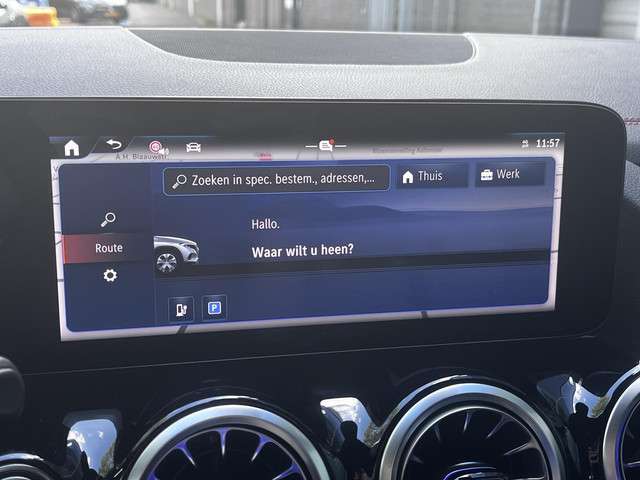 11:57
A.H. Blaauwstr.
Zoeken in spec. bestem., adressen,...
Thuis
Werk
Hallo.
Route
Waar wilt u heen?
P